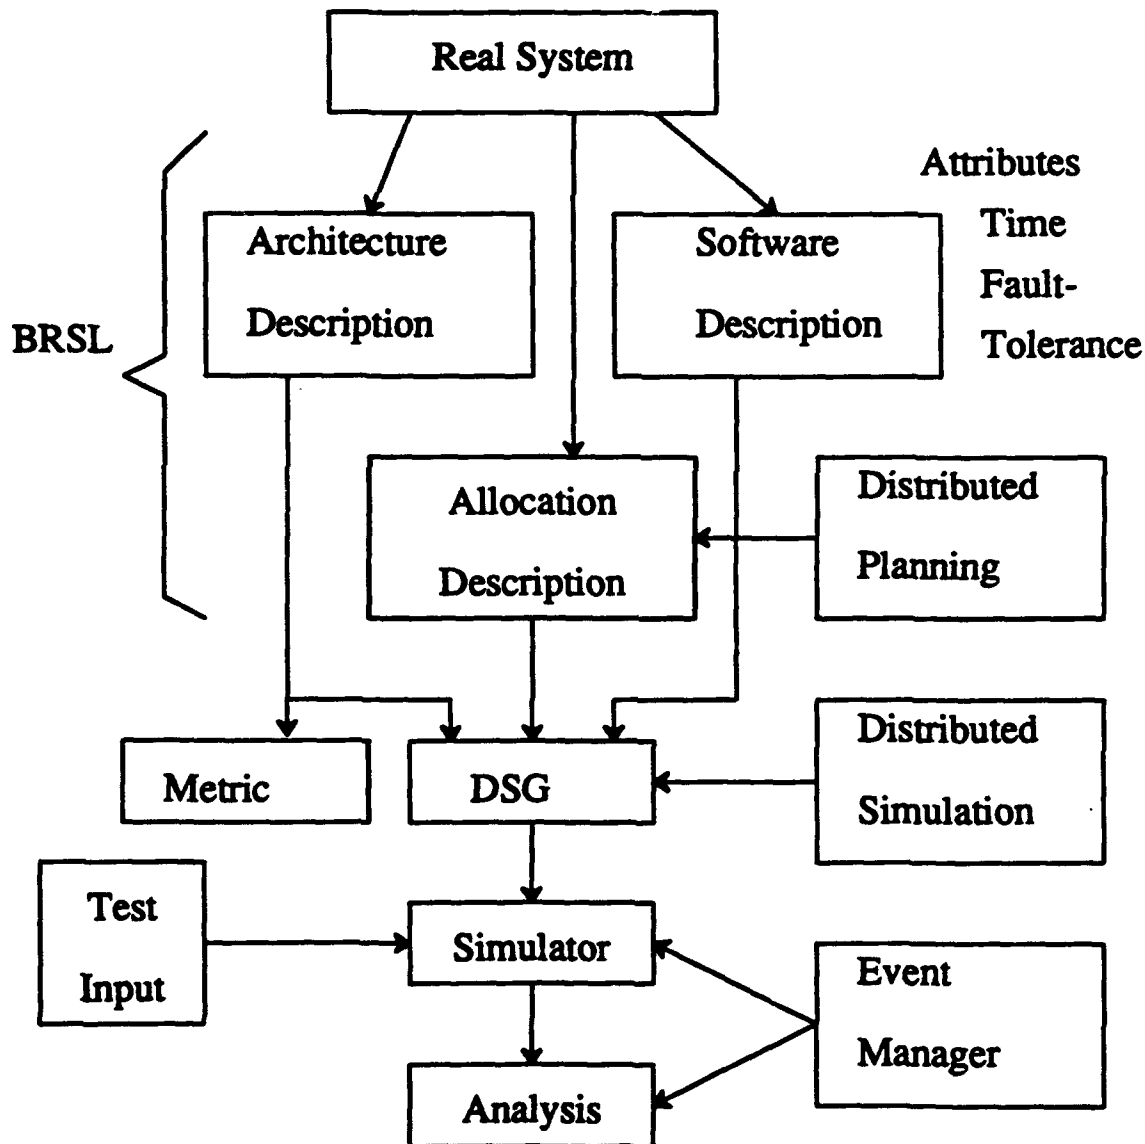 Real System
Attributes
Time
Fault-
Tolerance
Architecture
Description
Software
Description
BRSL
Allocation
Description
Distributed
Planning
Metric
DSG
Distributed
Simulation
Test
Input
Simulator
Event
Manager
Analysis